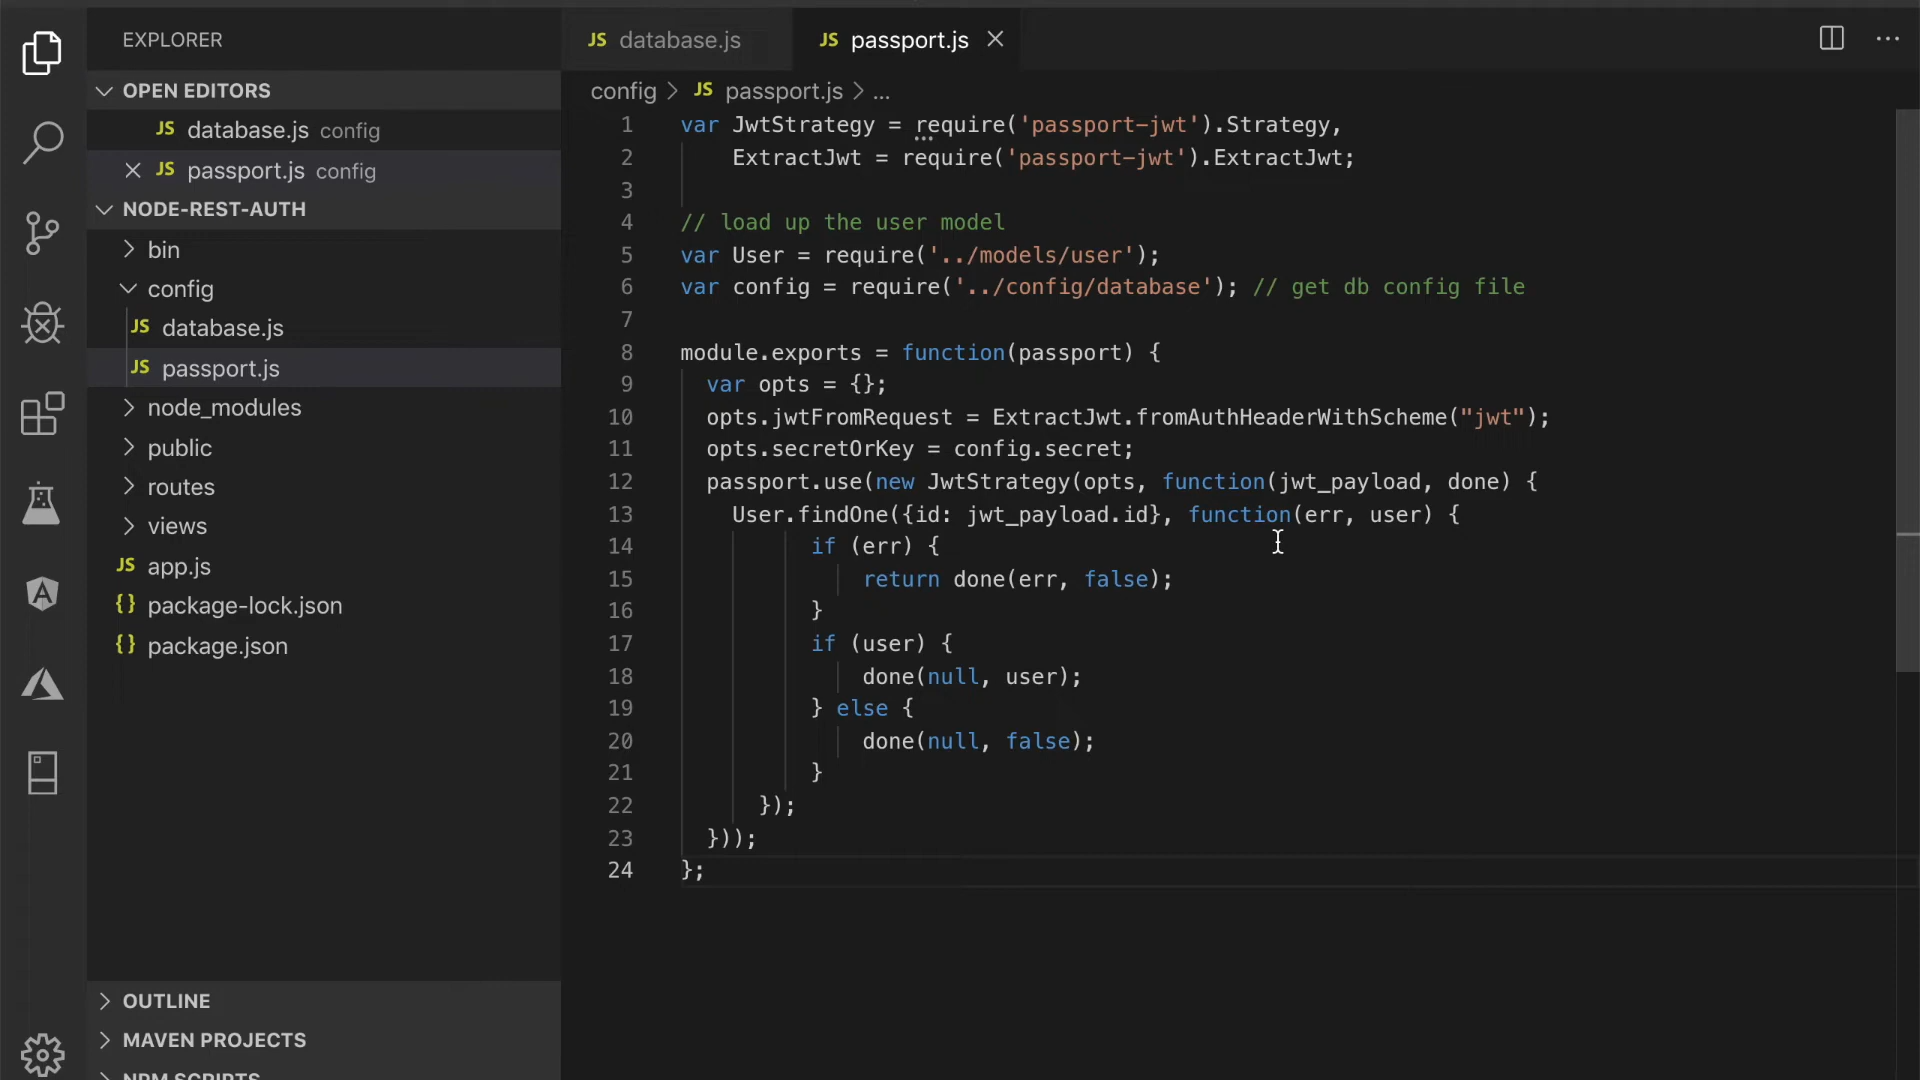 EXPLORER
OPEN EDITORS
JS database.js config
JS passport.js config
NODE-REST-AUTH
bin
config
JS database.js
JS passport.js
node_modules
public
routes
views
JS app.js
{} package-lock.json
{} package.json
OUTLINE
MAVEN PROJECTS
NPM SCRIPTS
JS database.js
JS passport.js
config > JS passport.js > ...
1 var JwtStrategy = require('passport-jwt').Strategy,
2 ExtractJwt = require('passport-jwt').ExtractJwt;
3
4 // load up the user model
5 var User = require('../models/user');
6 var config = require('../config/database'); // get db config file
7
8 module.exports = function(passport) {
9 var opts = {};
10 opts.jwtFromRequest = ExtractJwt.fromAuthHeaderWithScheme("jwt");
11 opts.secretOrKey = config.secret;
12 passport.use(new JwtStrategy(opts, function(jwt_payload, done) {
13 User.findOne({id: jwt_payload.id}, function(err, user) {
14 if (err) {
15 return done(err, false);
16 }
17 if (user) {
18 done(null, user);
19 } else {
20 done(null, false);
21 }
22 });
23 }));
24 };